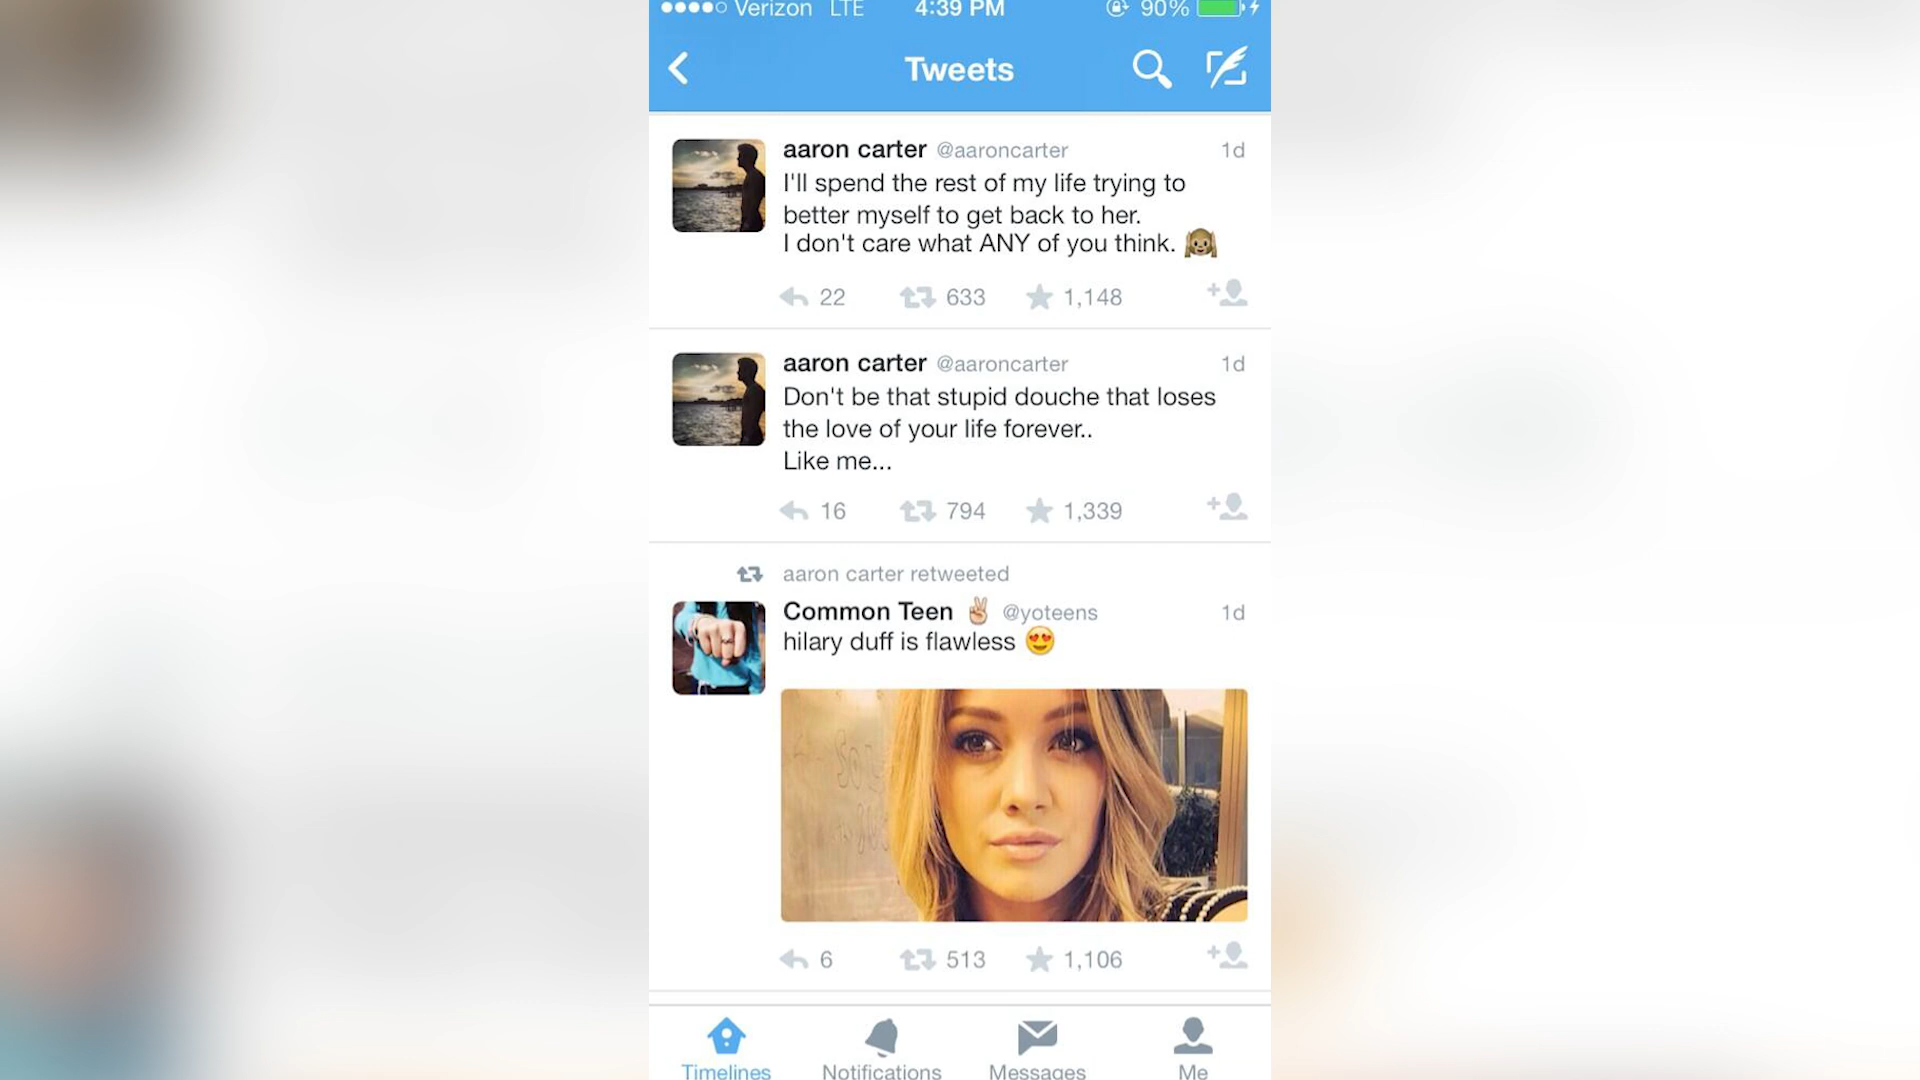 Verizon LTE 4:39 PM 90%
Tweets
aaron carter @aaroncarter 1d
I'll spend the rest of my life trying to
better myself to get back to her.
I don't care what ANY of you think. 🙉
22 633 1,148
aaron carter @aaroncarter 1d
Don't be that stupid douche that loses
the love of your life forever..
Like me...
16 794 1,339
aaron carter retweeted
Common Teen ✌ @yoteens 1d
hilary duff is flawless 😍
6 513 1,106
Timelines Notifications Messages Me